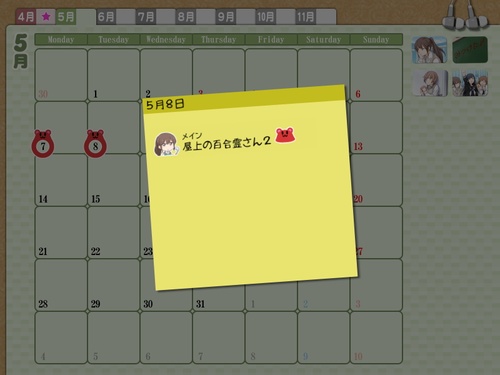 4月 ★ 5月 6月 7月 8月 9月 10月 11月
5月
Monday Tuesday Wednesday Thursday Friday Saturday Sunday
30 1 2 3 6
5月8日
メイン
屋上の百合霊さん2
7 8 13
14 15 16
21 22 23 27
28 29 30 31 1 2 3
4 5 6 7 8 9 10